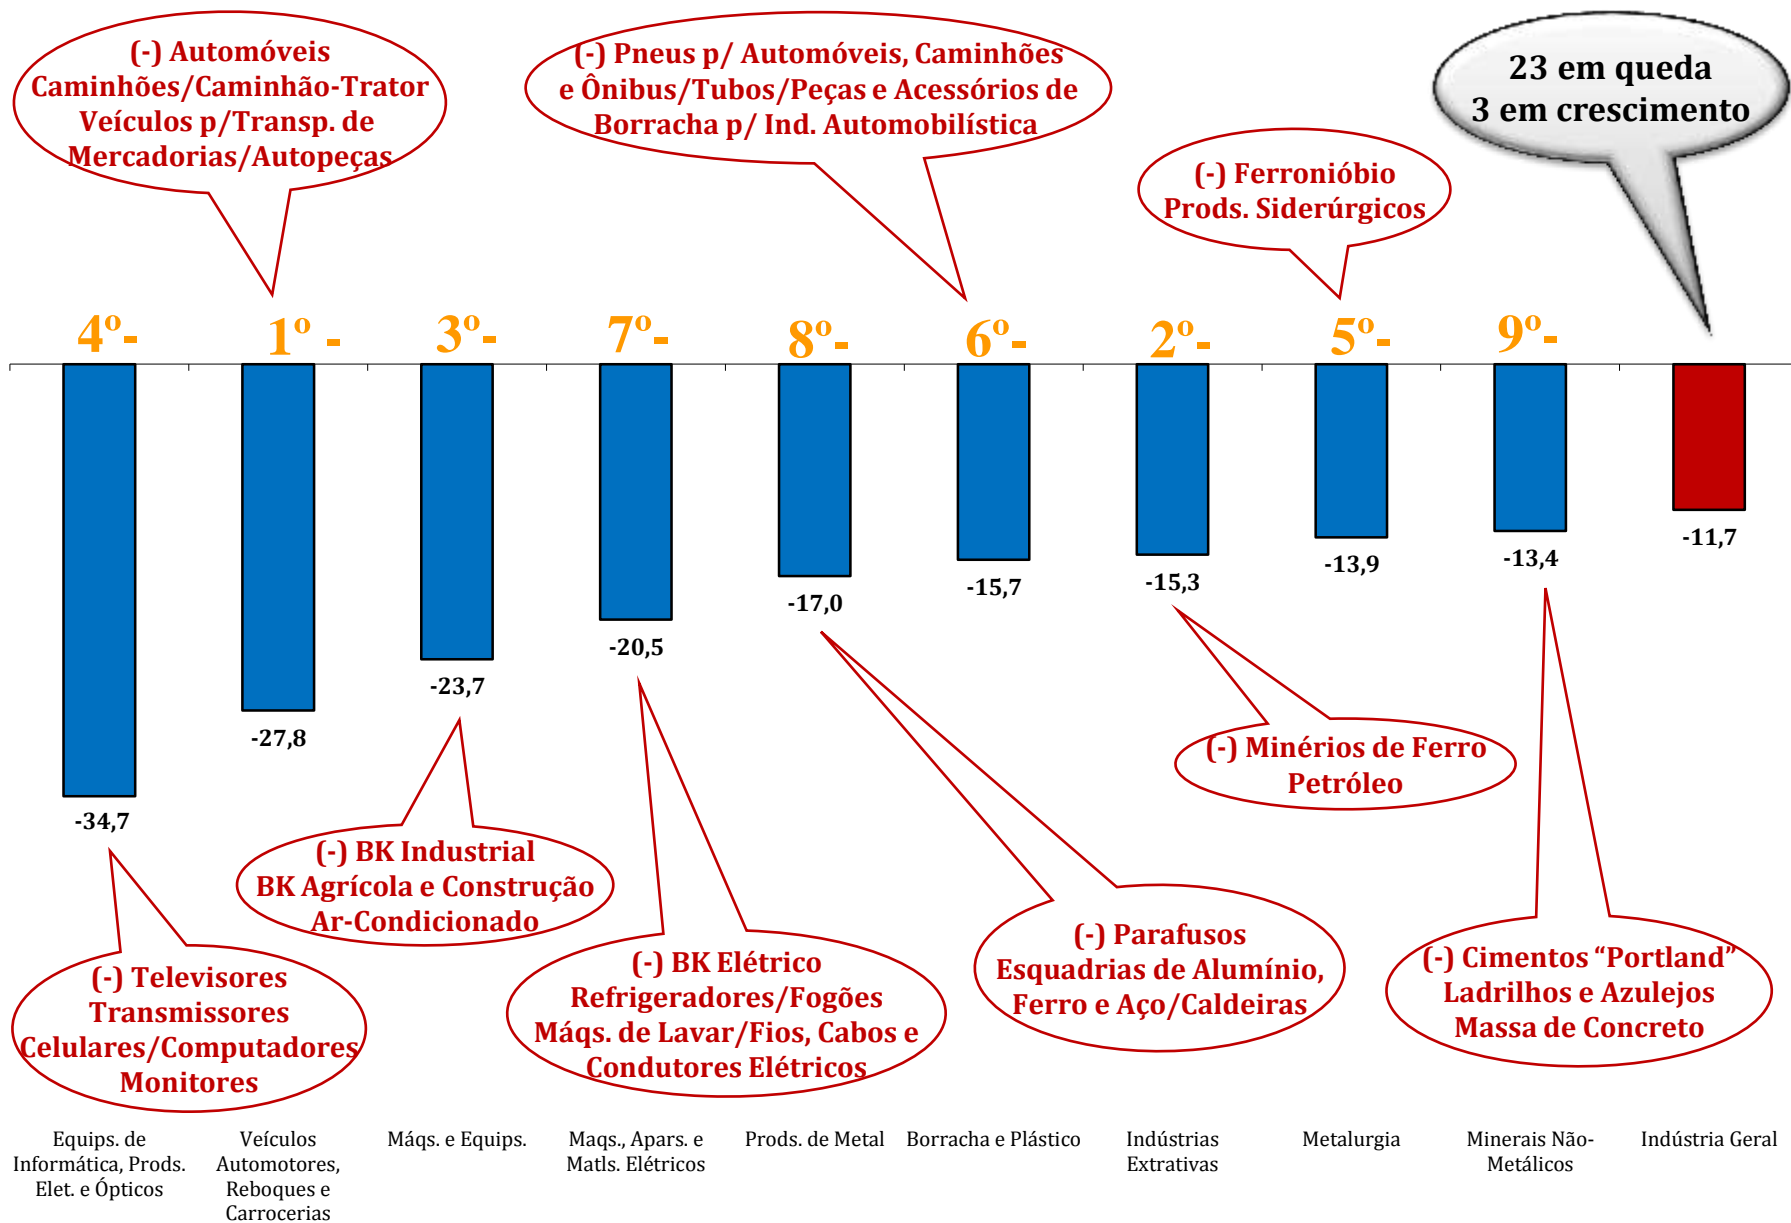 (-) Automóveis
Caminhões/Caminhão-Trator
Veículos p/Transp. de
Mercadorias/Autopeças
(-) Pneus p/ Automóveis, Caminhões
e Ônibus/Tubos/Peças e Acessórios de
Borracha p/ Ind. Automobilística
(-) Ferronióbio
Prods. Siderúrgicos
23 em queda
3 em crescimento
4º- 1º - 3º- 7º- 8º- 6º- 2º- 5º- 9º-
-34,7
-27,8
-23,7
-20,5
-17,0
-15,7
-15,3
-13,9
-13,4
-11,7
(-) Televisores
Transmissores
Celulares/Computadores
Monitores
(-) BK Industrial
BK Agrícola e Construção
Ar-Condicionado
(-) BK Elétrico
Refrigeradores/Fogões
Máqs. de Lavar/Fios, Cabos e
Condutores Elétricos
(-) Parafusos
Esquadrias de Alumínio,
Ferro e Aço/Caldeiras
(-) Minérios de Ferro
Petróleo
(-) Cimentos “Portland”
Ladrilhos e Azulejos
Massa de Concreto
Equips. de
Informática, Prods.
Elet. e Ópticos
Veículos
Automotores,
Reboques e
Carrocerias
Máqs. e Equips.
Maqs., Apars. e
Matls. Elétricos
Prods. de Metal
Borracha e Plástico
Indústrias
Extrativas
Metalurgia
Minerais Não-
Metálicos
Indústria Geral